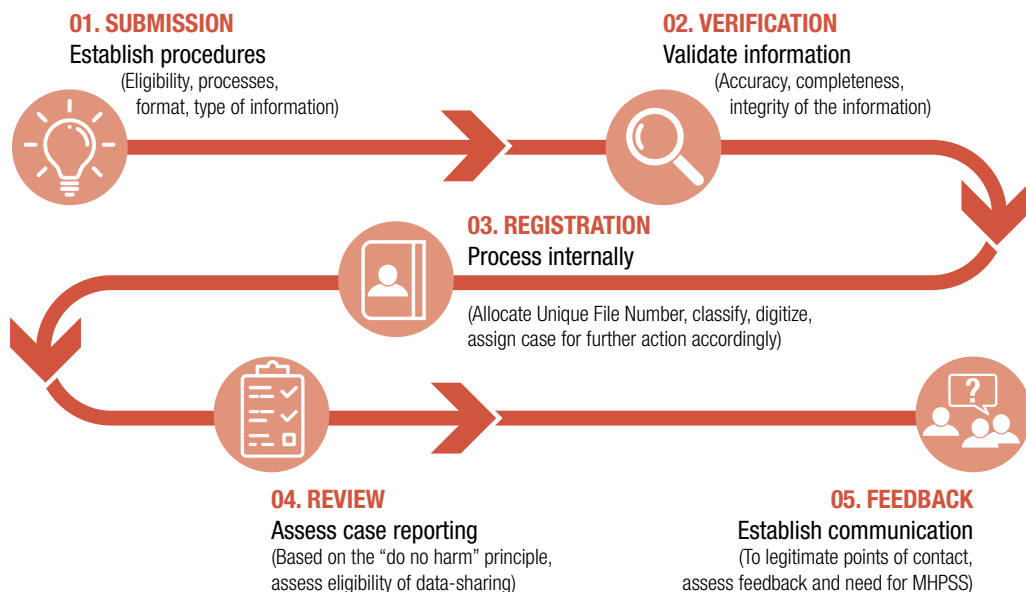 01. SUBMISSION
Establish procedures
(Eligibility, processes,
format, type of information)
02. VERIFICATION
Validate information
(Accuracy, completeness,
integrity of the information)
03. REGISTRATION
Process internally
(Allocate Unique File Number, classify, digitize,
assign case for further action accordingly)
04. REVIEW
Assess case reporting
(Based on the “do no harm” principle,
assess eligibility of data-sharing)
?
05. FEEDBACK
Establish communication
(To legitimate points of contact,
assess feedback and need for MHPSS)